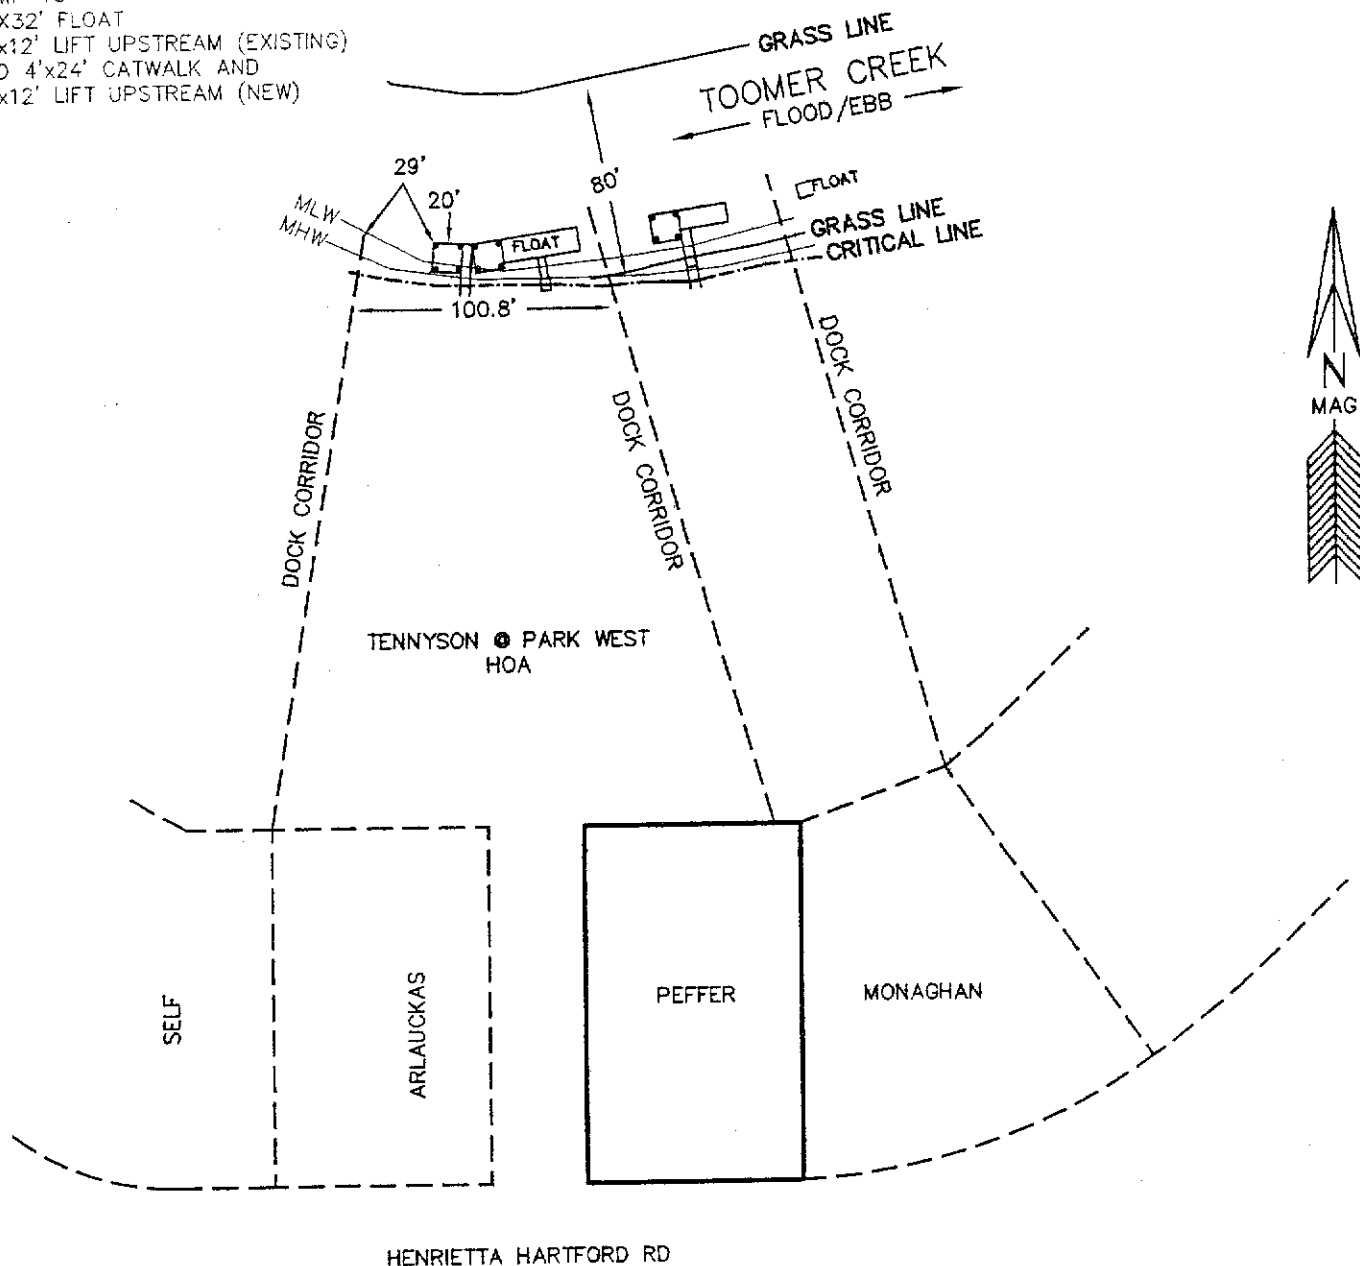 X32' FLOAT
x12' LIFT UPSTREAM (EXISTING)
4'x24' CATWALK AND
x12' LIFT UPSTREAM (NEW)
GRASS LINE
TOOMER CREEK
FLOOD/EBB
29'
20'
80'
MLW
MHW
FLOAT
FLOAT
GRASS LINE
CRITICAL LINE
100.8'
DOCK CORRIDOR
DOCK CORRIDOR
DOCK CORRIDOR
N
MAG
TENNYSON @ PARK WEST
HOA
SELF
ARLAUCKAS
PEFFER
MONAGHAN
HENRIETTA HARTFORD RD